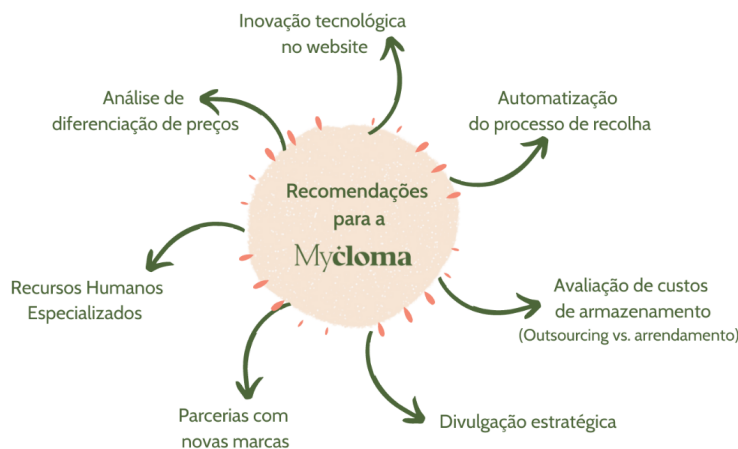 Inovação tecnológica
no website
Análise de
diferenciação de preços
Automatização
do processo de recolha
Recomendações
para a
Mycloma
Recursos Humanos
Especializados
Avaliação de custos
de armazenamento
(Outsourcing vs. arrendamento)
Parcerias com
novas marcas
Divulgação estratégica